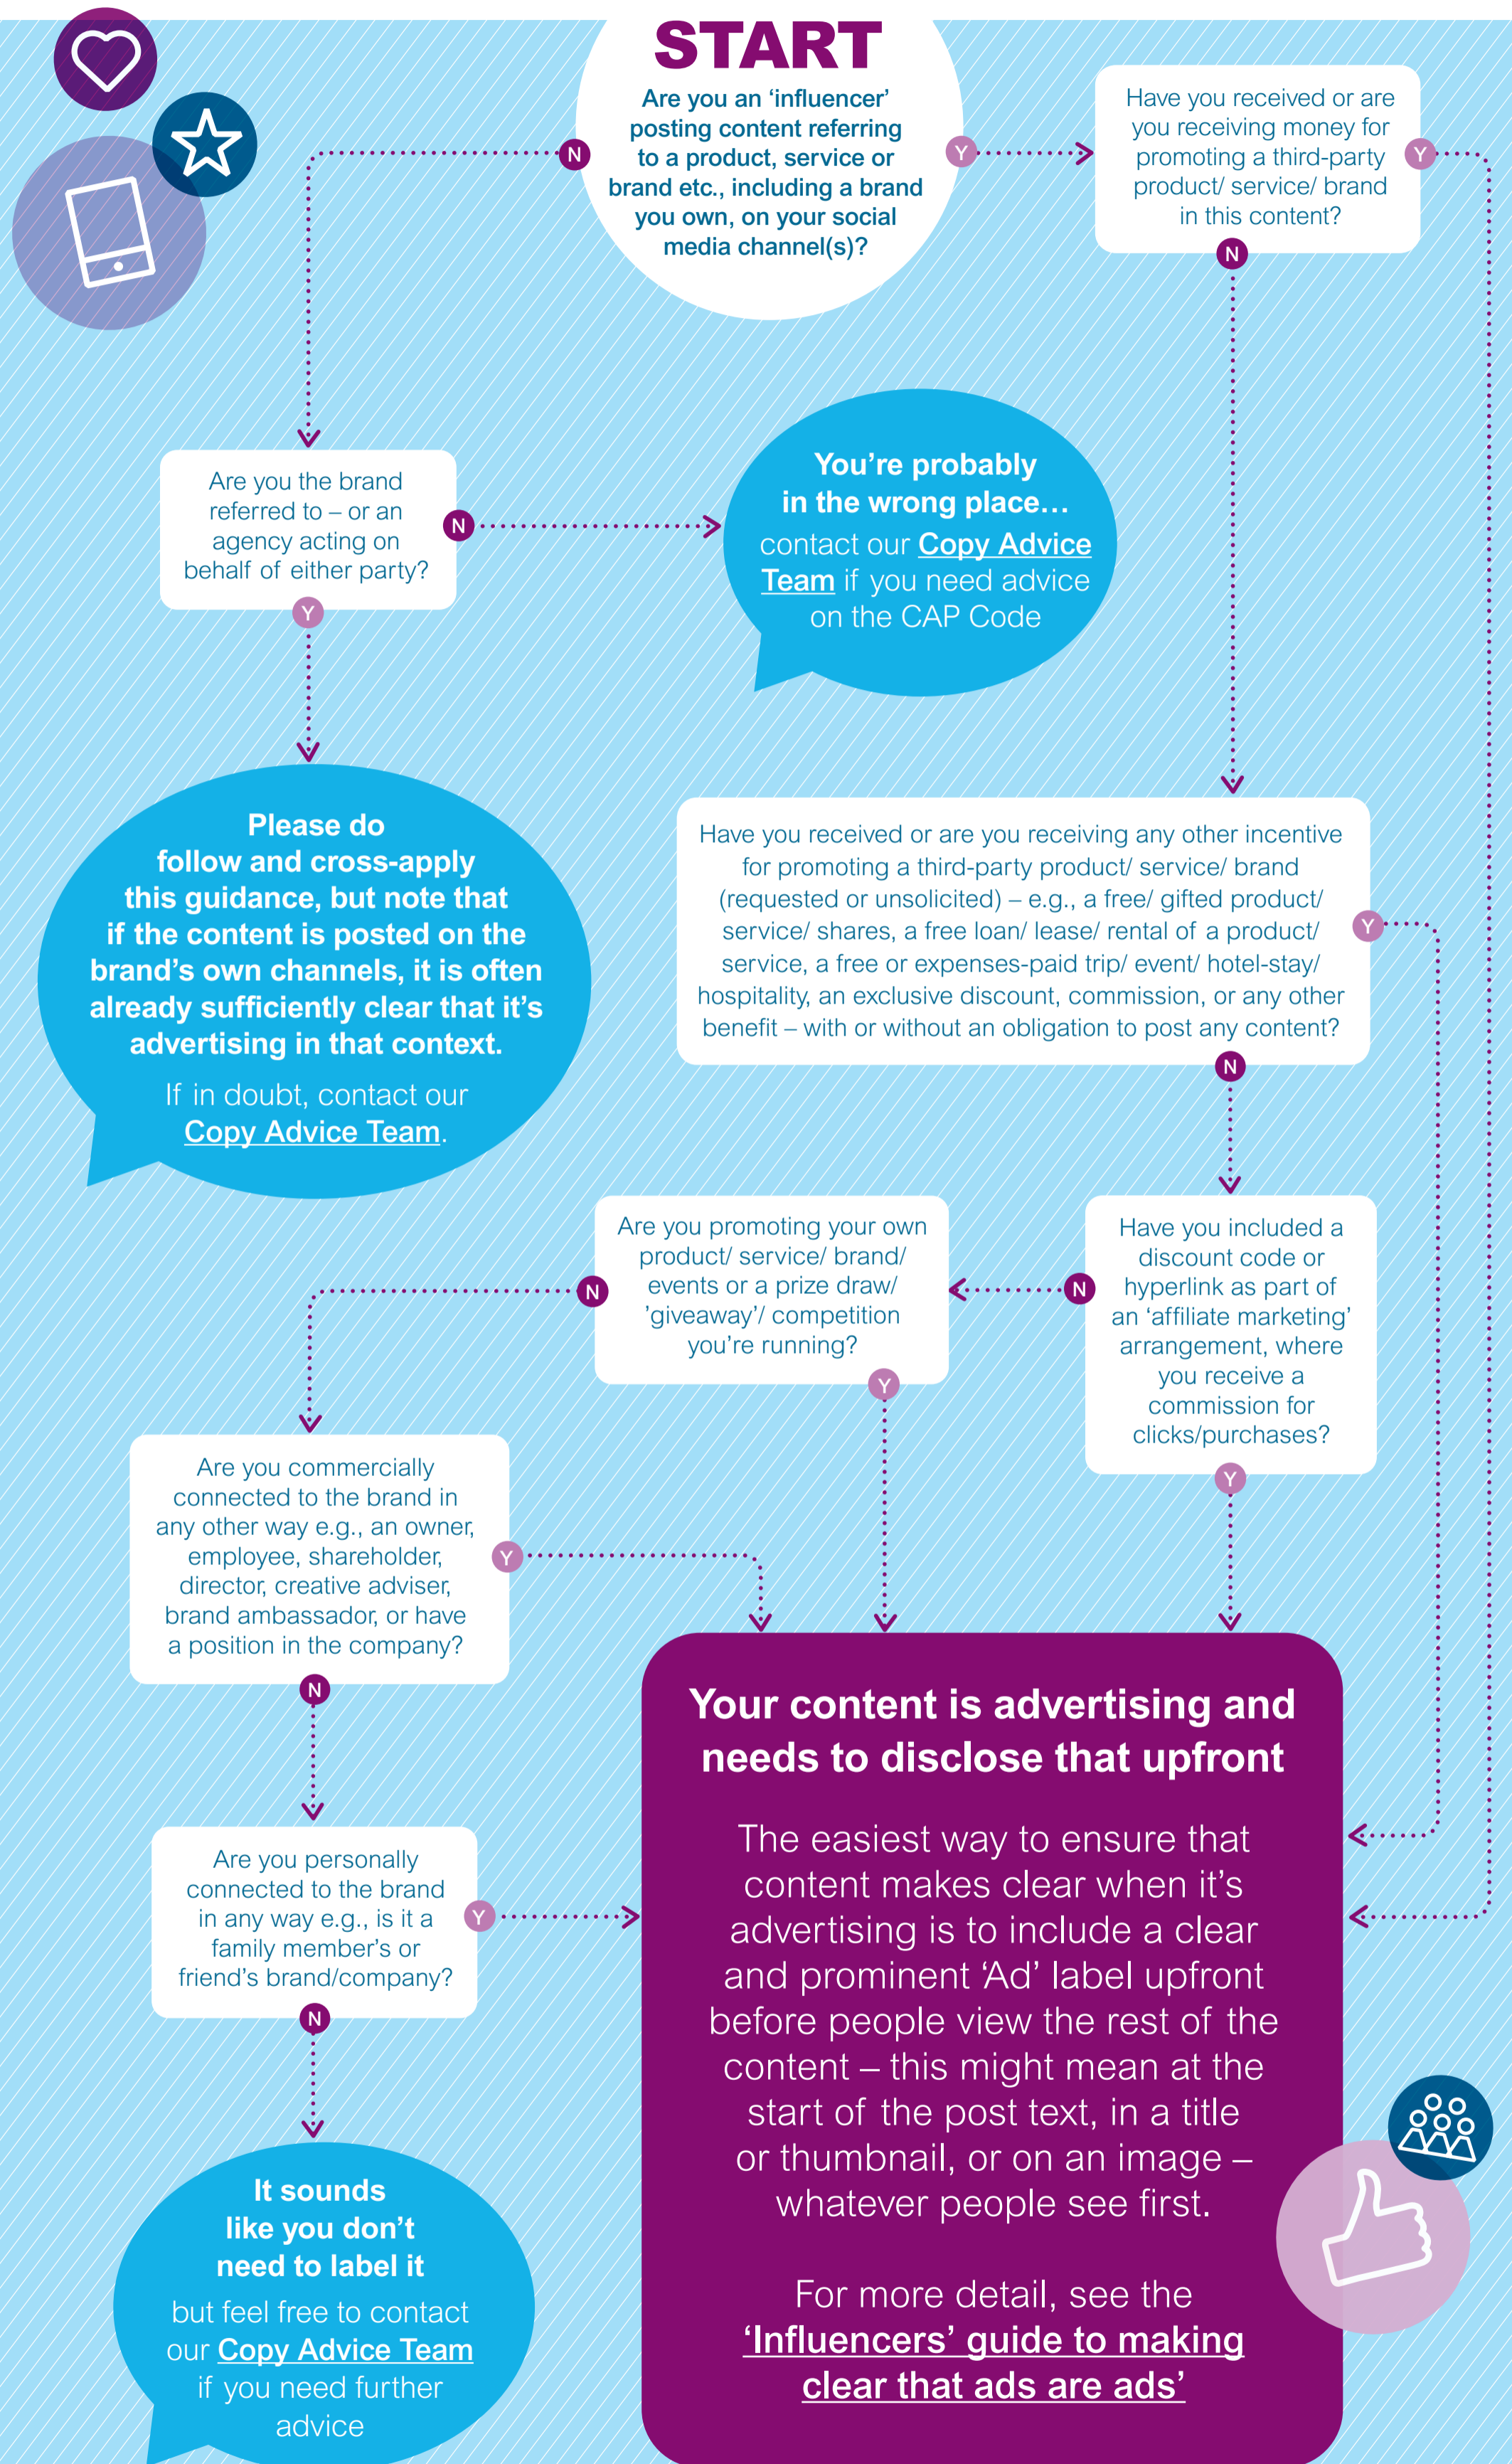 START
Are you an ‘influencer’
posting content referring
to a product, service or
brand etc., including a brand
you own, on your social
media channel(s)?
N
Y
Have you received or are
you receiving money for
promoting a third-party
product/ service/ brand
in this content?
Y
N
Are you the brand
referred to – or an
agency acting on
behalf of either party?
N
Y
You’re probably
in the wrong place…
contact our Copy Advice
Team if you need advice
on the CAP Code
Please do
follow and cross-apply
this guidance, but note that
if the content is posted on the
brand’s own channels, it is often
already sufficiently clear that it’s
advertising in that context.
If in doubt, contact our
Copy Advice Team.
Have you received or are you receiving any other incentive
for promoting a third-party product/ service/ brand
(requested or unsolicited) – e.g., a free/ gifted product/
service/ shares, a free loan/ lease/ rental of a product/
service, a free or expenses-paid trip/ event/ hotel-stay/
hospitality, an exclusive discount, commission, or any other
benefit – with or without an obligation to post any content?
Y
N
Have you included a
discount code or
hyperlink as part of
an ‘affiliate marketing’
arrangement, where
you receive a
commission for
clicks/purchases?
N
Y
Are you promoting your own
product/ service/ brand/
events or a prize draw/
'giveaway'/ competition
you’re running?
N
Y
Are you commercially
connected to the brand in
any other way e.g., an owner,
employee, shareholder,
director, creative adviser,
brand ambassador, or have
a position in the company?
Y
N
Are you personally
connected to the brand
in any way e.g., is it a
family member’s or
friend’s brand/company?
Y
N
It sounds
like you don’t
need to label it
but feel free to contact
our Copy Advice Team
if you need further
advice
Your content is advertising and
needs to disclose that upfront
The easiest way to ensure that
content makes clear when it’s
advertising is to include a clear
and prominent ‘Ad’ label upfront
before people view the rest of the
content – this might mean at the
start of the post text, in a title
or thumbnail, or on an image –
whatever people see first.
For more detail, see the
‘Influencers’ guide to making
clear that ads are ads’